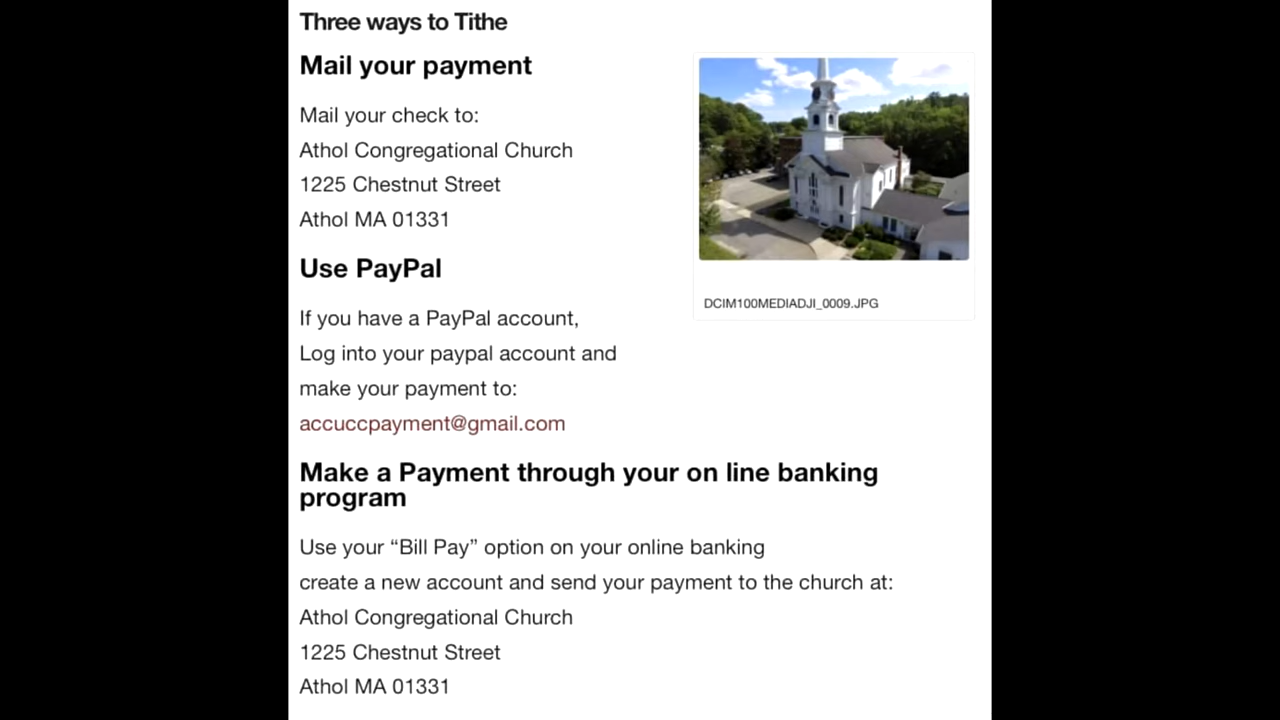 Three ways to Tithe
Mail your payment
Mail your check to:
Athol Congregational Church
1225 Chestnut Street
Athol MA 01331
DCIM100MEDIADJI_0009.JPG
Use PayPal
If you have a PayPal account,
Log into your paypal account and
make your payment to:
accuccpayment@gmail.com
Make a Payment through your on line banking
program
Use your “Bill Pay” option on your online banking
create a new account and send your payment to the church at:
Athol Congregational Church
1225 Chestnut Street
Athol MA 01331